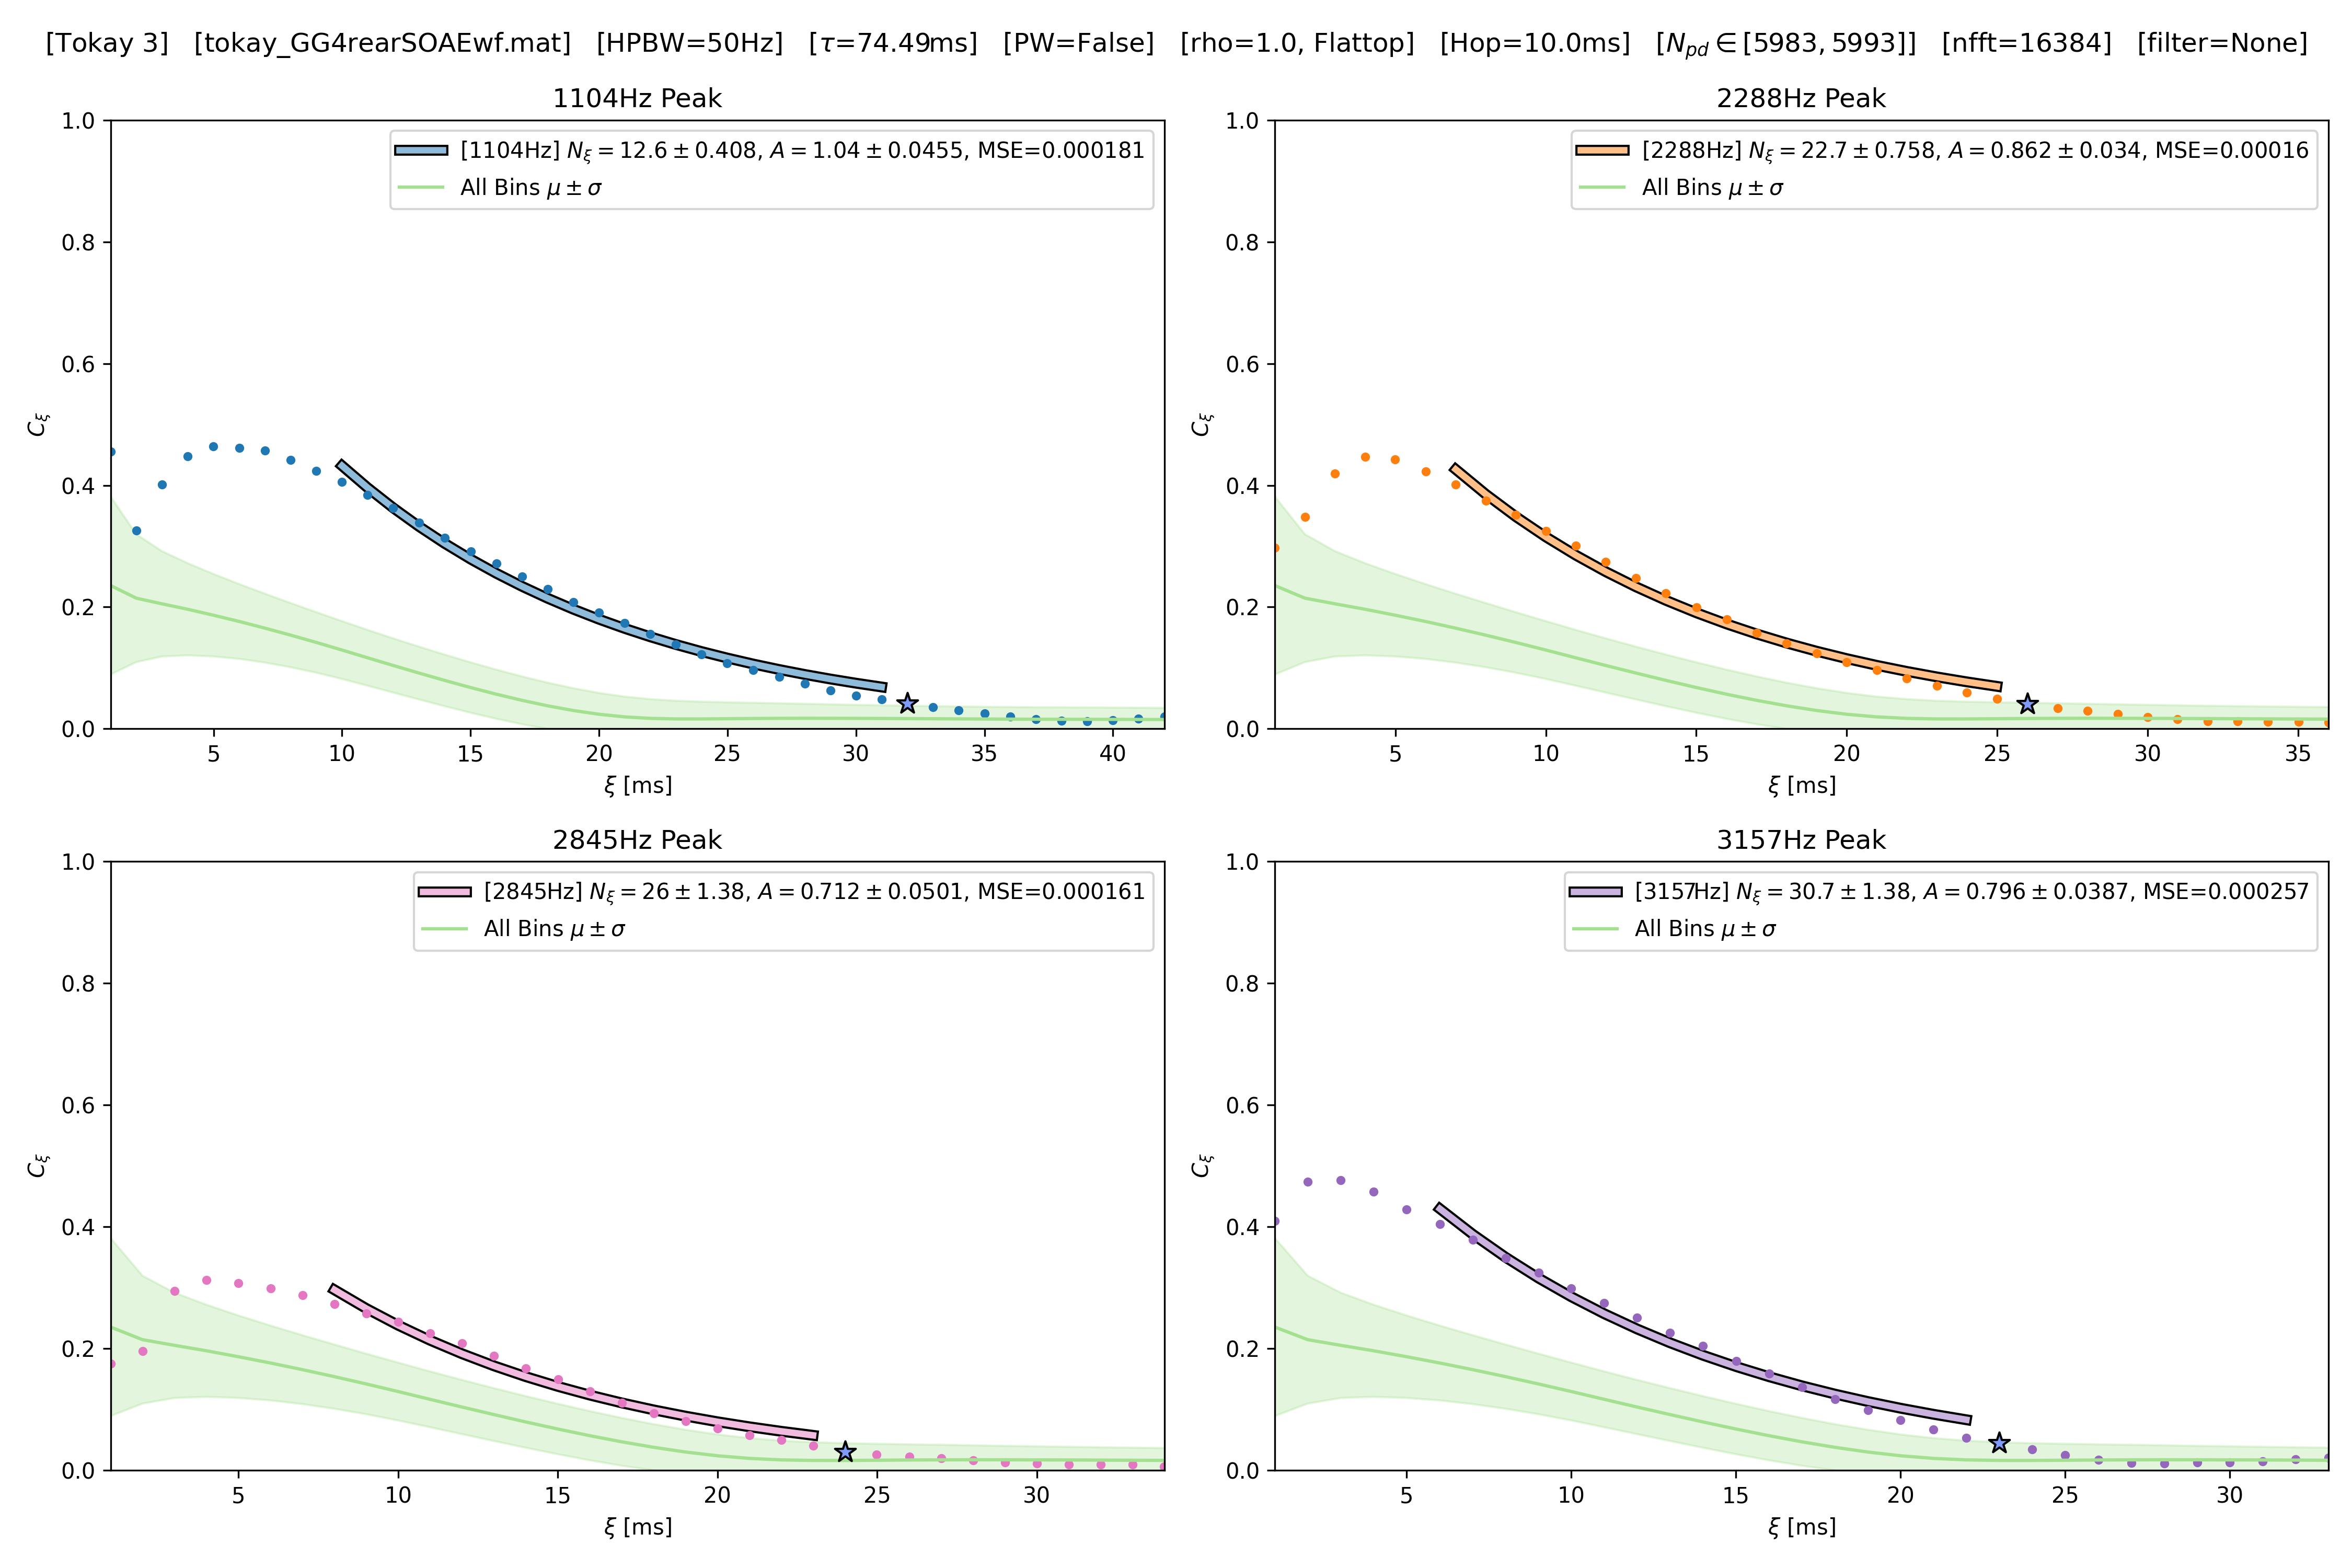 [Tokay 3] [tokay_GG4rearSOAEwf.mat] [HPBW=50Hz] [τ=74.49ms] [PW=False] [rho=1.0, Flattop] [Hop=10.0ms] [N_pd ∈ [5983, 5993]] [nfft=16384] [filter=None]
1104Hz Peak
[1104Hz] N_ξ = 12.6 ± 0.408, A = 1.04 ± 0.0455, MSE=0.000181
All Bins μ ± σ
1.0
0.8
0.6
0.4
0.2
0.0
C_ξ
5 10 15 20 25 30 35 40
ξ [ms]
2288Hz Peak
[2288Hz] N_ξ = 22.7 ± 0.758, A = 0.862 ± 0.034, MSE=0.00016
All Bins μ ± σ
1.0
0.8
0.6
0.4
0.2
0.0
C_ξ
5 10 15 20 25 30 35
ξ [ms]
2845Hz Peak
[2845Hz] N_ξ = 26 ± 1.38, A = 0.712 ± 0.0501, MSE=0.000161
All Bins μ ± σ
1.0
0.8
0.6
0.4
0.2
0.0
C_ξ
5 10 15 20 25 30
ξ [ms]
3157Hz Peak
[3157Hz] N_ξ = 30.7 ± 1.38, A = 0.796 ± 0.0387, MSE=0.000257
All Bins μ ± σ
1.0
0.8
0.6
0.4
0.2
0.0
C_ξ
5 10 15 20 25 30
ξ [ms]